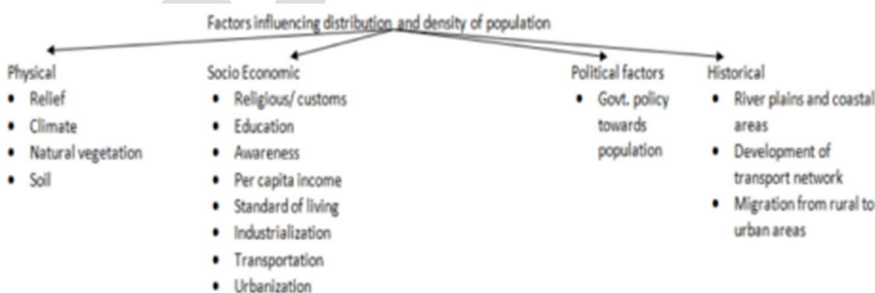 Factors influencing distribution and density of population
Physical
• Relief
• Climate
• Natural vegetation
• Soil
Socio Economic
• Religious/ customs
• Education
• Awareness
• Per capita income
• Standard of living
• Industrialization
• Transportation
• Urbanization
Political factors
• Govt. policy
towards
population
Historical
• River plains and coastal
areas
• Development of
transport network
• Migration from rural to
urban areas